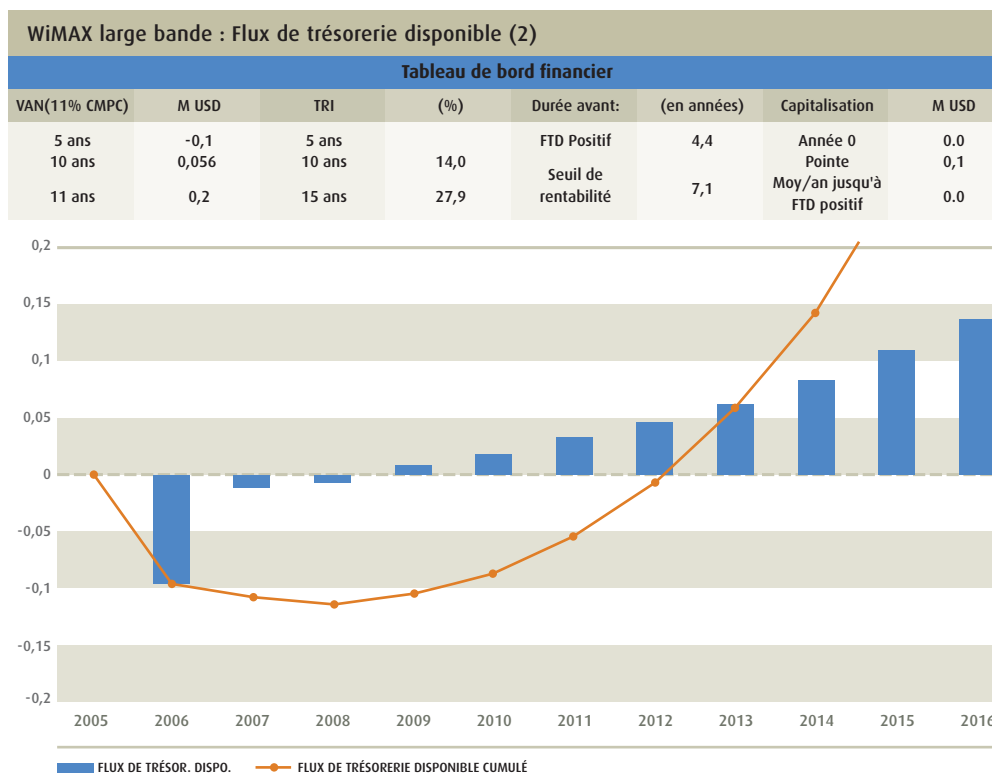 WiMAX large bande : Flux de trésorerie disponible (2)
Tableau de bord financier
VAN(11% CMPC) M USD TRI (%) Durée avant: (en années) Capitalisation M USD
5 ans -0,1 5 ans FTD Positif 4,4 Année 0 0.0
10 ans 0,056 10 ans 14,0 Seuil de rentabilité 7,1 Pointe 0,1
11 ans 0,2 15 ans 27,9 Moy/an jusqu'à FTD positif 0.0
0,2
0,15
0,1
0,05
0
-0,05
-0,1
-0,15
-0,2
2005 2006 2007 2008 2009 2010 2011 2012 2013 2014 2015 2016
FLUX DE TRÉSOR. DISPO. FLUX DE TRÉSORERIE DISPONIBLE CUMULÉ